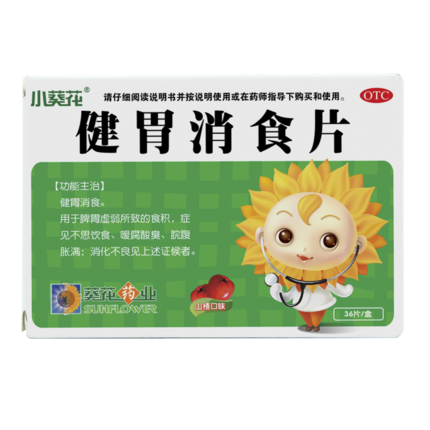 小葵花®
请仔细阅读说明书并按说明使用或在药师指导下购买和使用。
OTC
健胃消食片
【功能主治】
健胃消食。
用于脾胃虚弱所致的食积，症
见不思饮食、嗳腐酸臭、脘腹
胀满；消化不良见上述证候者。
葵花药业
SUNFLOWER
山楂口味
36片/盒